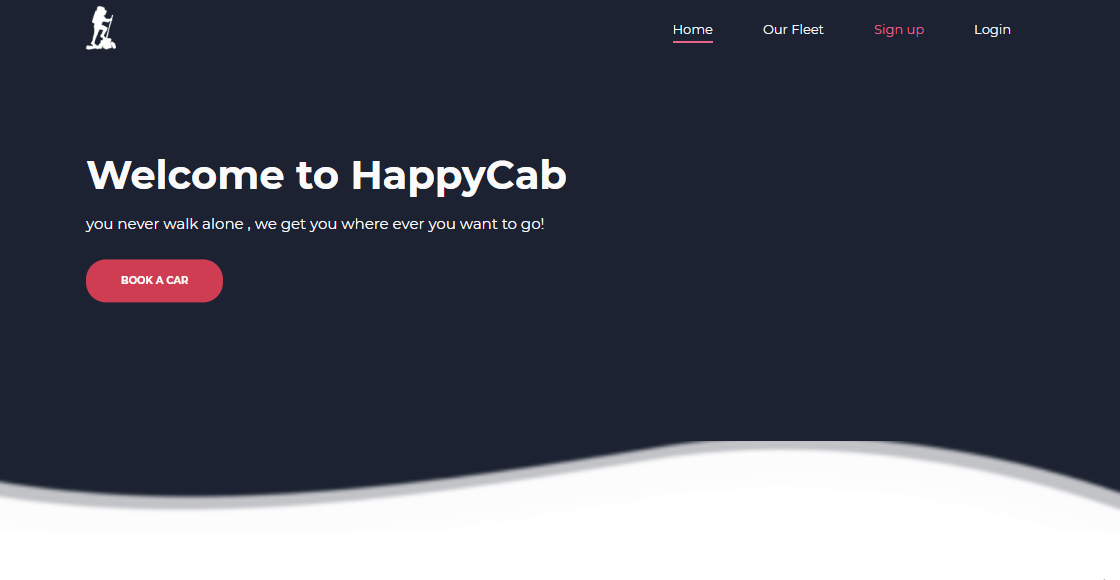 Home Our Fleet Sign up Login
Welcome to HappyCab
you never walk alone , we get you where ever you want to go!
BOOK A CAR